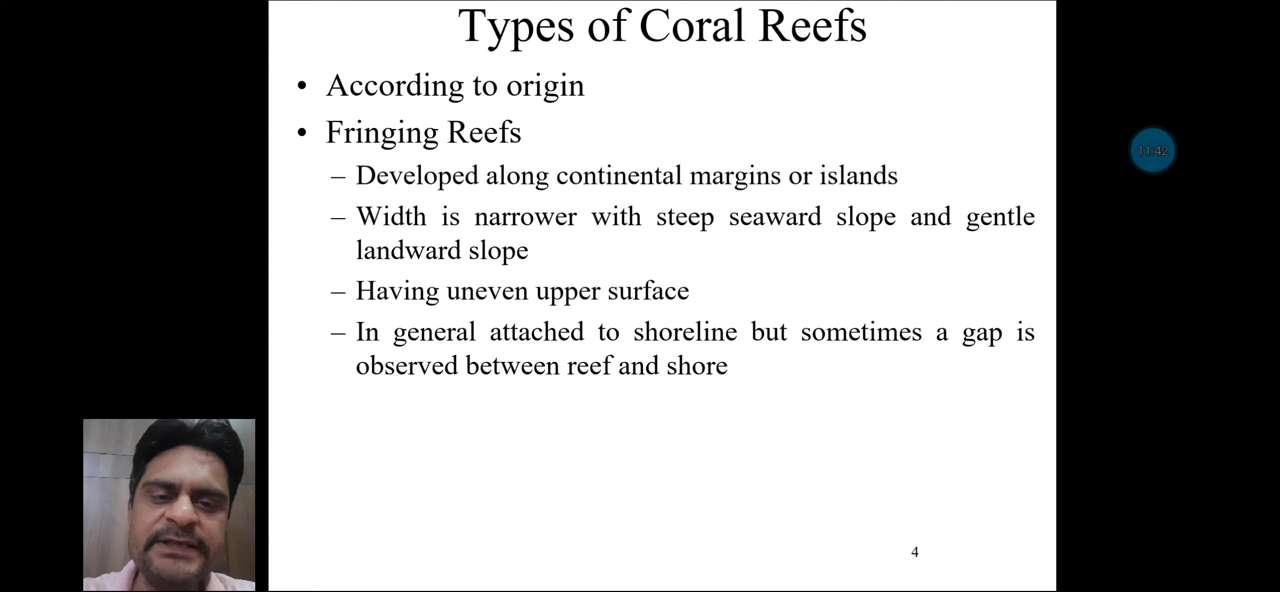 Types of Coral Reefs
• According to origin
• Fringing Reefs
– Developed along continental margins or islands
– Width is narrower with steep seaward slope and gentle
landward slope
– Having uneven upper surface
– In general attached to shoreline but sometimes a gap is
observed between reef and shore
11:42
4